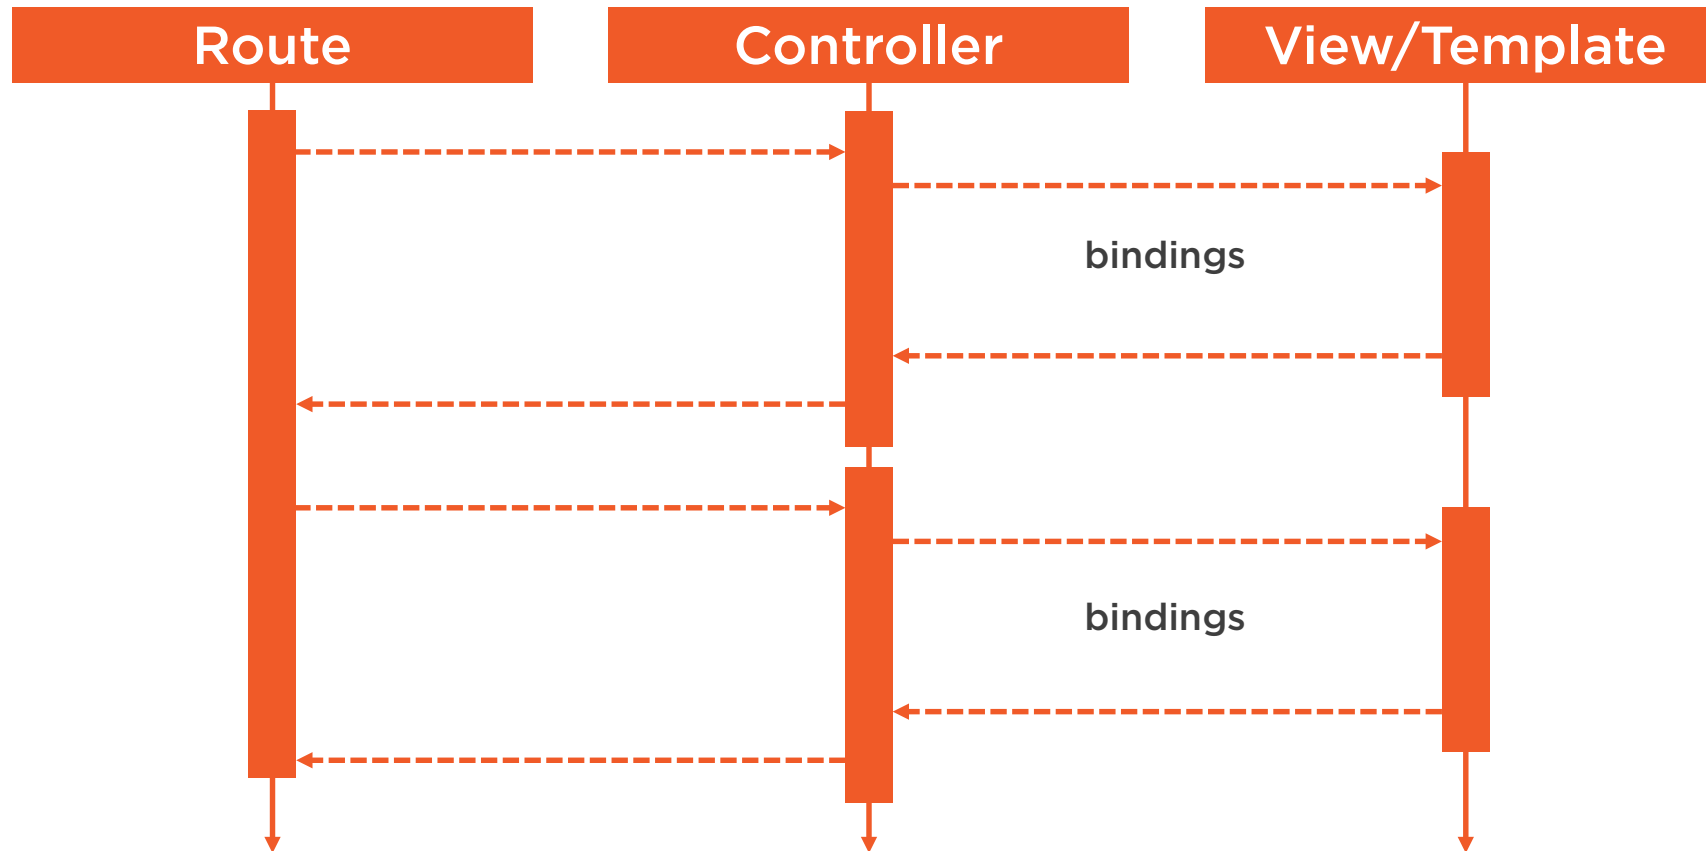 Route
Controller
View/Template
bindings
bindings